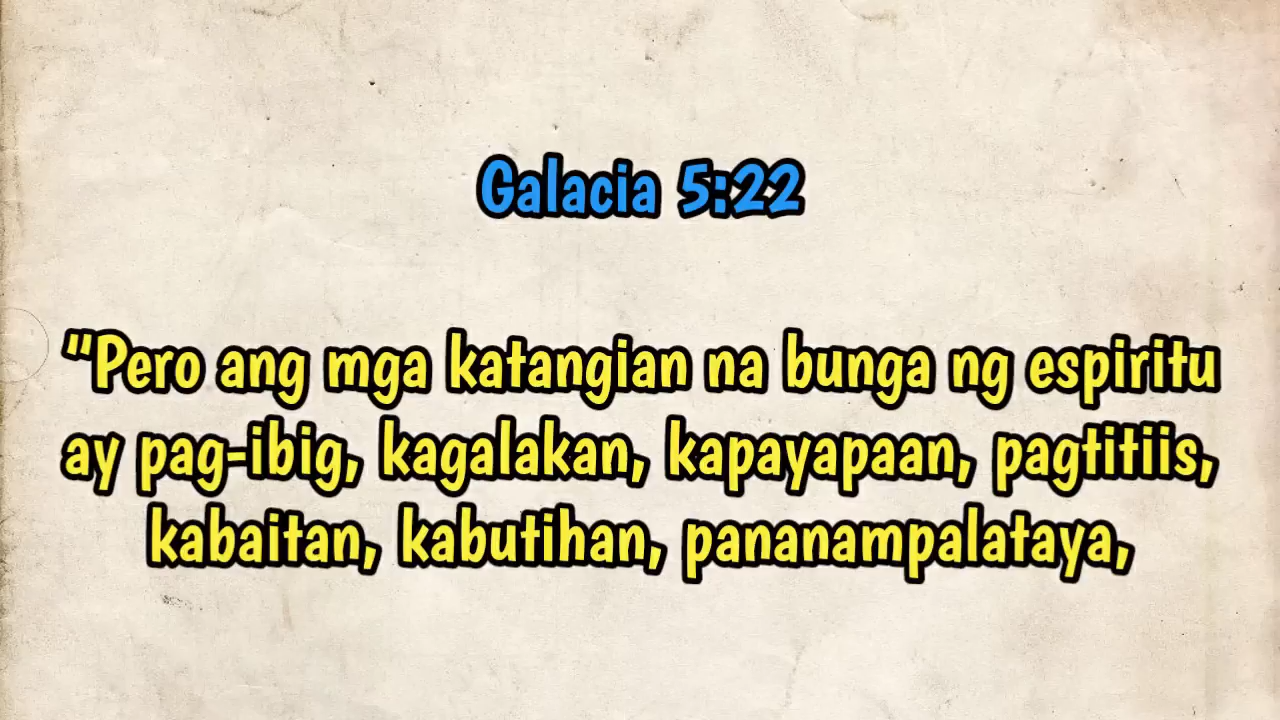 Galacia 5:22
“Pero ang mga katangian na bunga ng espiritu
ay pag-ibig, kagalakan, kapayapaan, pagtitiis,
kabaitan, kabutihan, pananampalataya,